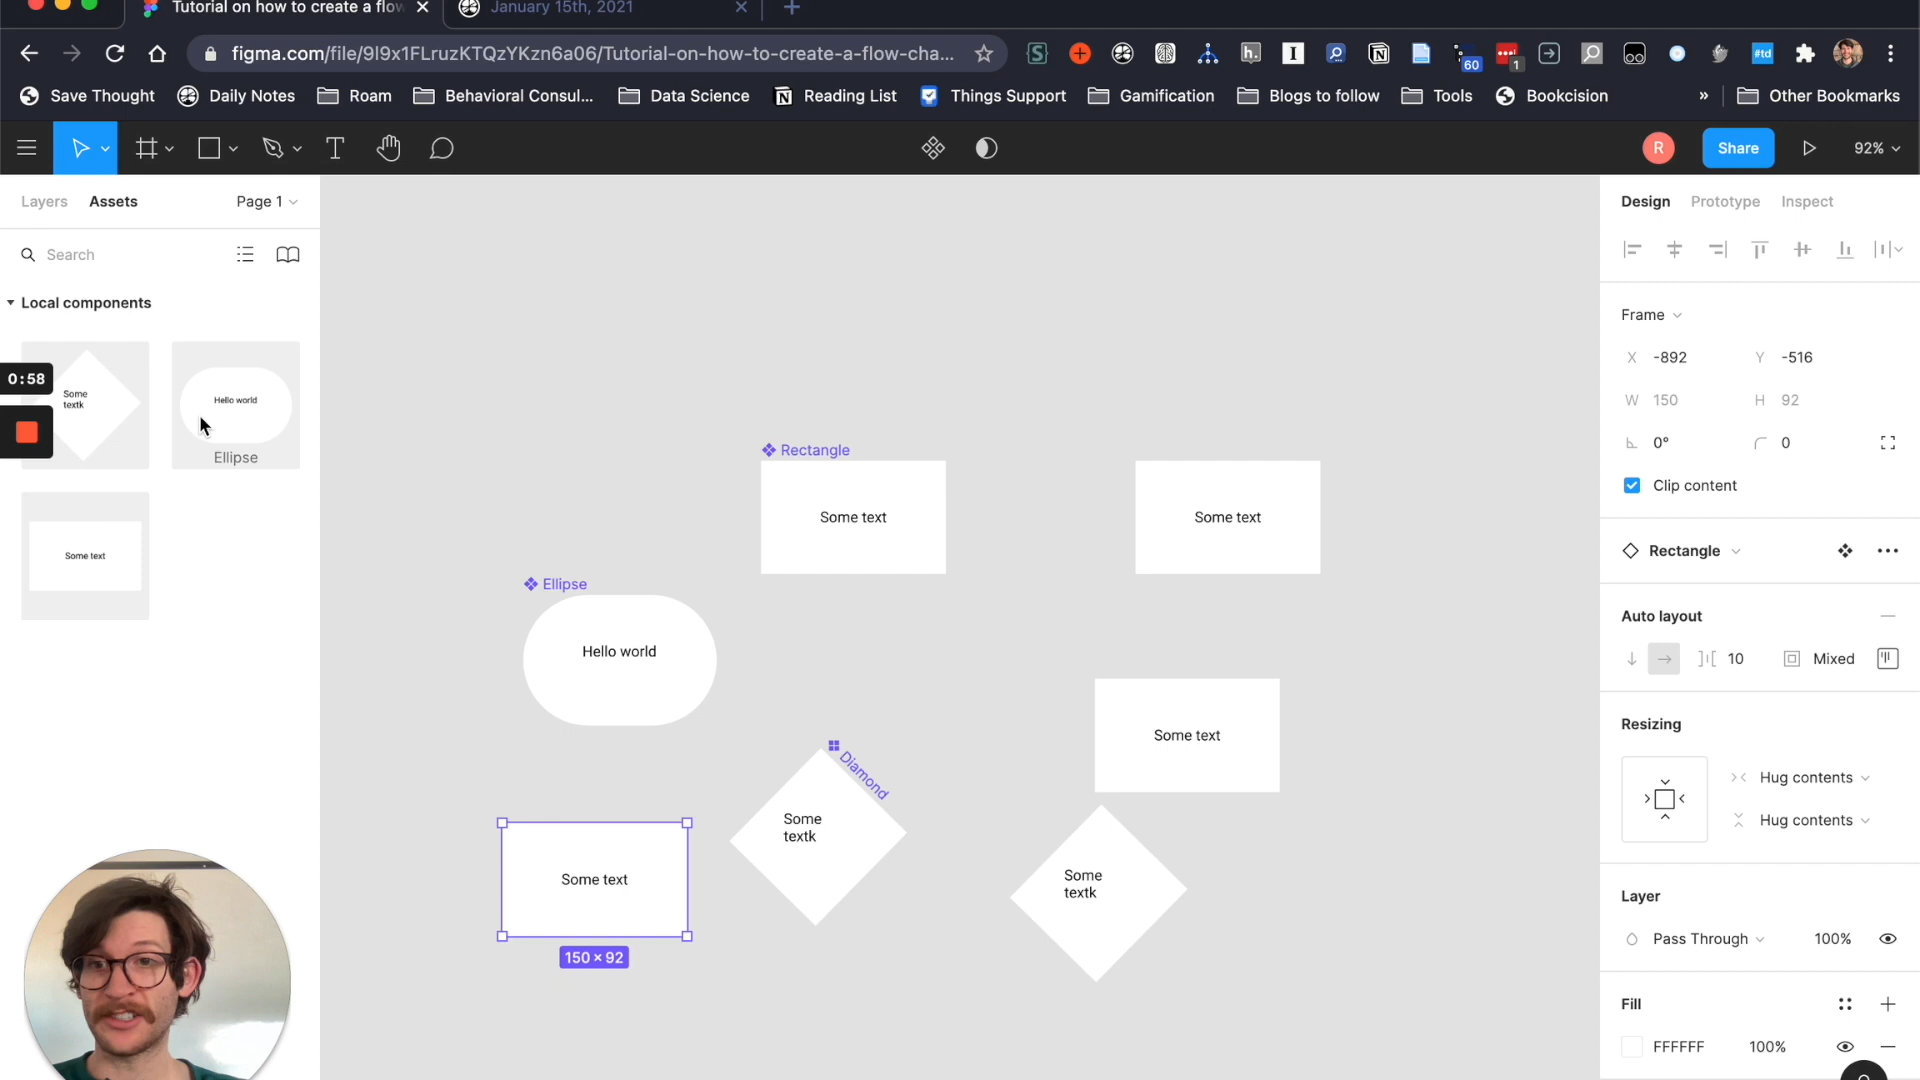 Tutorial on how to create a flow
January 15th, 2021
figma.com/file/9I9x1FLruzKTQzYKzn6a06/Tutorial-on-how-to-create-a-flow-cha...
60
1
#td
Save Thought
Daily Notes
Roam
Behavioral Consul...
Data Science
Reading List
Things Support
Gamification
Blogs to follow
Tools
Bookcision
»
Other Bookmarks
R
Share
92%
Layers
Assets
Page 1
Search
Local components
0:58
Some
textk
Hello world
Ellipse
Some text
Rectangle
Some text
Some text
Ellipse
Hello world
Some text
Diamond
Some
textk
Some
textk
Some text
150 × 92
Design
Prototype
Inspect
Frame
X -892
Y -516
W 150
H 92
0°
0
Clip content
Rectangle
Auto layout
10
Mixed
Resizing
Hug contents
Hug contents
Layer
Pass Through
100%
Fill
FFFFFF
100%